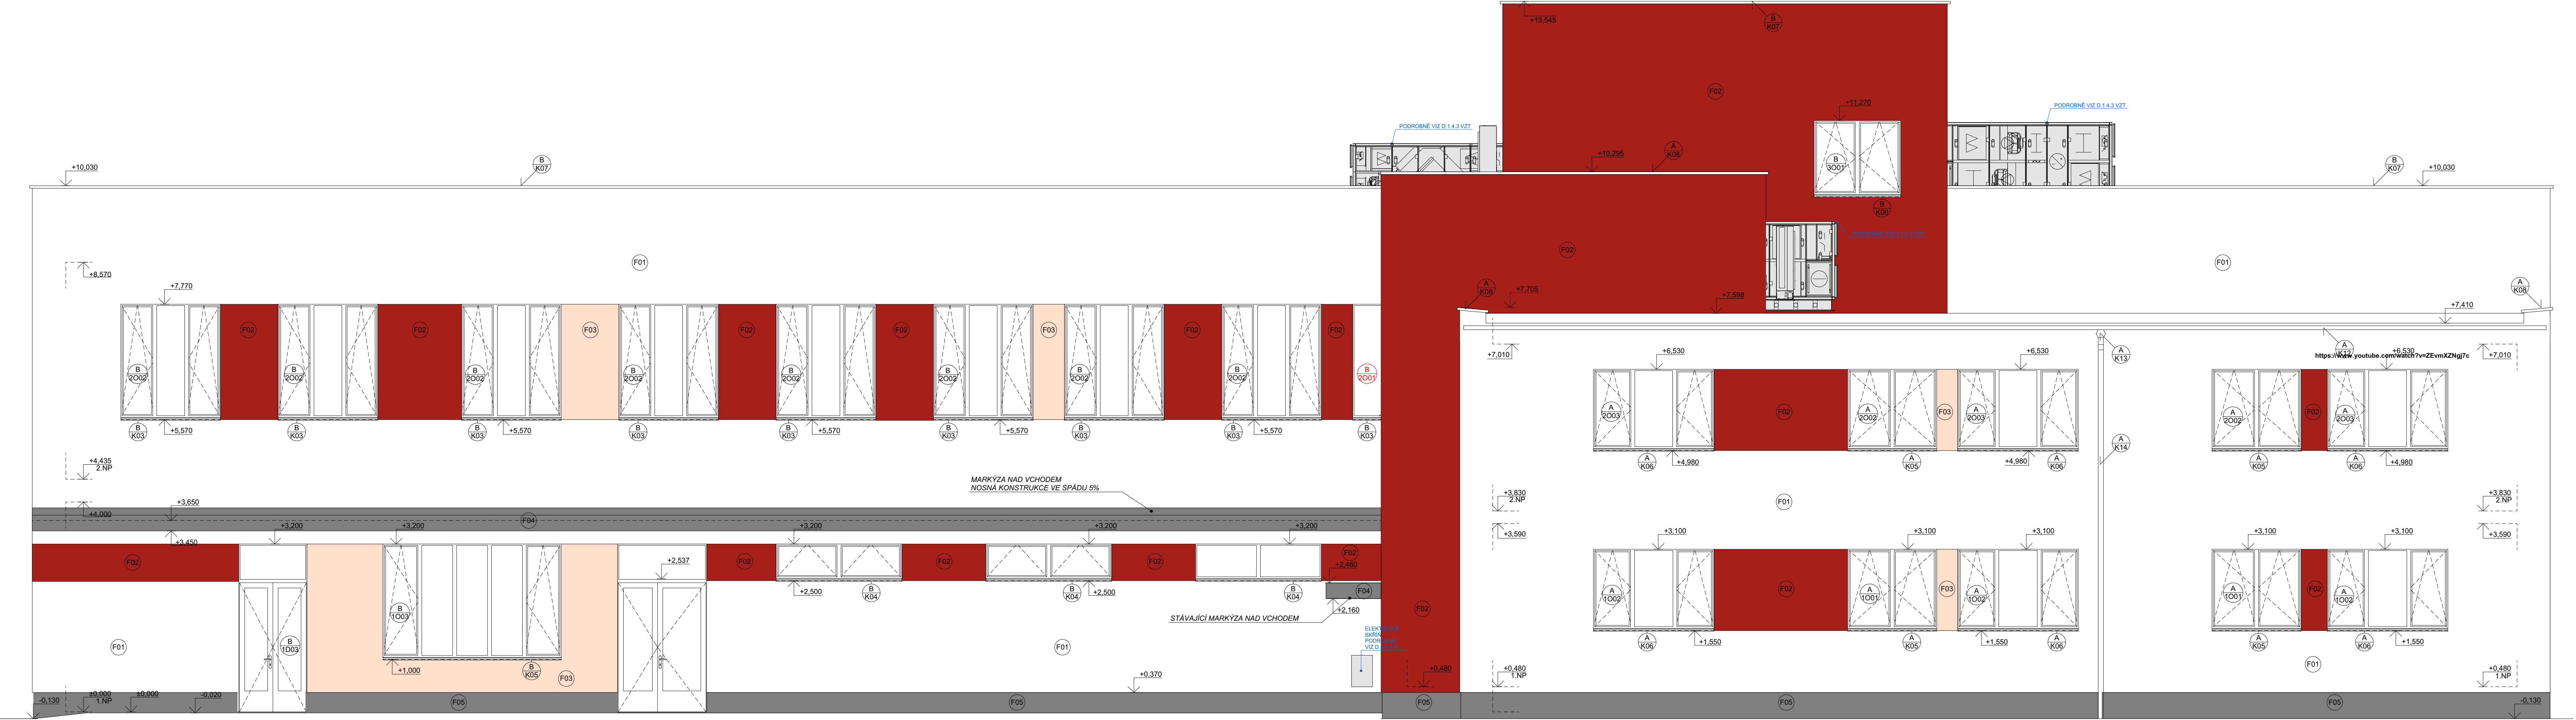 +13,545
B
K07
F02
+11,270
PODROBNĚ VIZ D.1.4.3 VZT
PODROBNĚ VIZ D.1.4.3 VZT
+10,295
A
K08
B
3O01
B
K06
+10,030
B
K07
B
K07
+10,030
F01
+8,570
F02
F01
+7,770
A
K08
+7,705
+7,598
A
K08
+7,410
F02
F02
F03
F02
F02
F03
F02
F02
A
K13
A
K12
https://www.youtube.com/watch?v=ZEvmXZNgj7c
+7,010
+6,530
+6,530
+6,530
+7,010
B
2O02
B
2O02
B
2O02
B
2O02
B
2O02
B
2O02
B
2O02
B
2O02
B
2O01
A
2O03
F02
A
2O02
F03
A
2O03
A
2O02
F02
A
2O03
B
K03
+5,570
B
K03
B
K03
+5,570
B
K03
B
K03
+5,570
B
K03
+5,570
B
K03
B
K03
+5,570
B
K03
A
K14
A
K06
+4,980
A
K05
+4,980
A
K06
A
K05
A
K06
+4,980
+4,435
2.NP
MARKÝZA NAD VCHODEM
NOSNÁ KONSTRUKCE VE SPÁDU 5%
+3,830
2.NP
F01
+3,830
2.NP
+3,650
+4,000
F04
+3,200
+3,200
+3,200
+3,200
+3,200
+3,450
+3,590
+3,100
+3,100
+3,100
+3,100
+3,100
+3,590
F02
+2,537
F02
F02
F02
F02
+2,460
+2,500
B
K04
+2,500
B
K04
B
K04
F04
+2,160
STÁVAJÍCÍ MARKÝZA NAD VCHODEM
B
1O03
F02
A
1O02
F02
A
1O01
F03
A
1O02
A
1O01
F02
A
1O02
F01
B
1D03
F01
A
K06
+1,550
A
K05
+1,550
A
K06
A
K05
A
K06
+1,550
+1,000
B
K05
F03
+0,370
+0,480
+0,480
1.NP
F01
+0,480
1.NP
-0,130
±0,000
1.NP
±0,000
-0,020
F05
F05
F05
F05
F05
-0,130